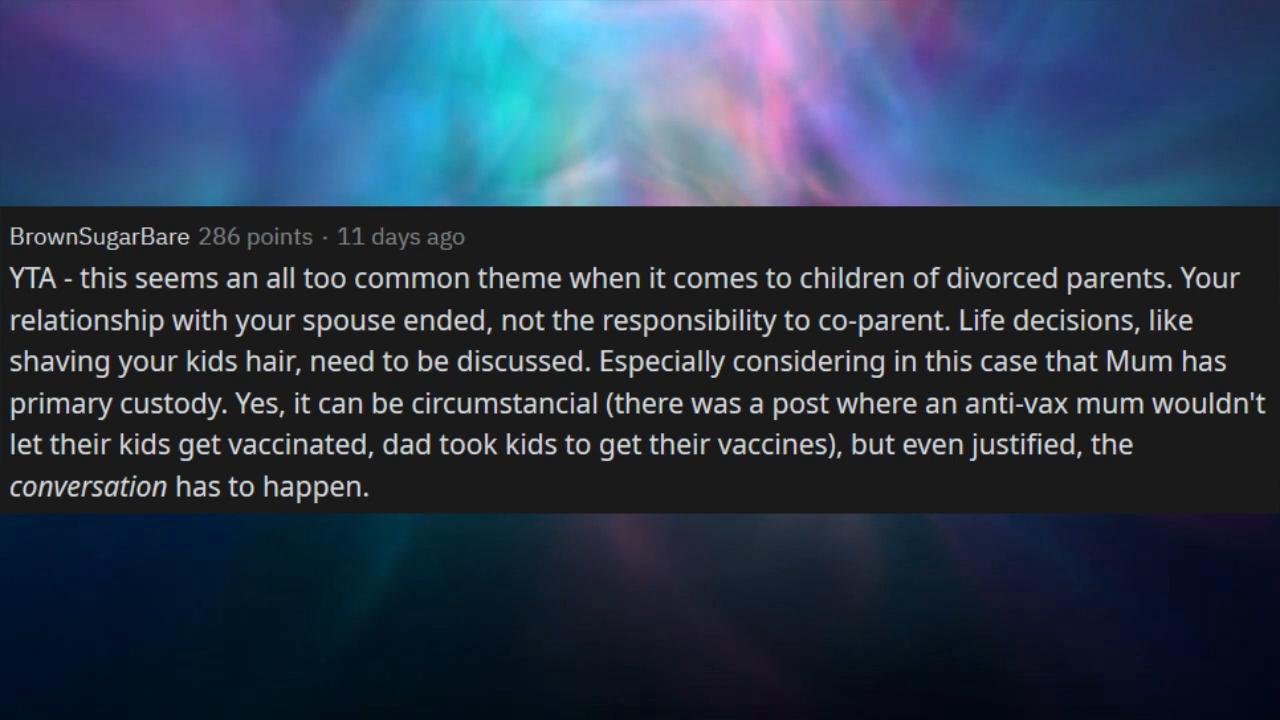 BrownSugarBare 286 points · 11 days ago
YTA - this seems an all too common theme when it comes to children of divorced parents. Your
relationship with your spouse ended, not the responsibility to co-parent. Life decisions, like
shaving your kids hair, need to be discussed. Especially considering in this case that Mum has
primary custody. Yes, it can be circumstancial (there was a post where an anti-vax mum wouldn't
let their kids get vaccinated, dad took kids to get their vaccines), but even justified, the
conversation has to happen.